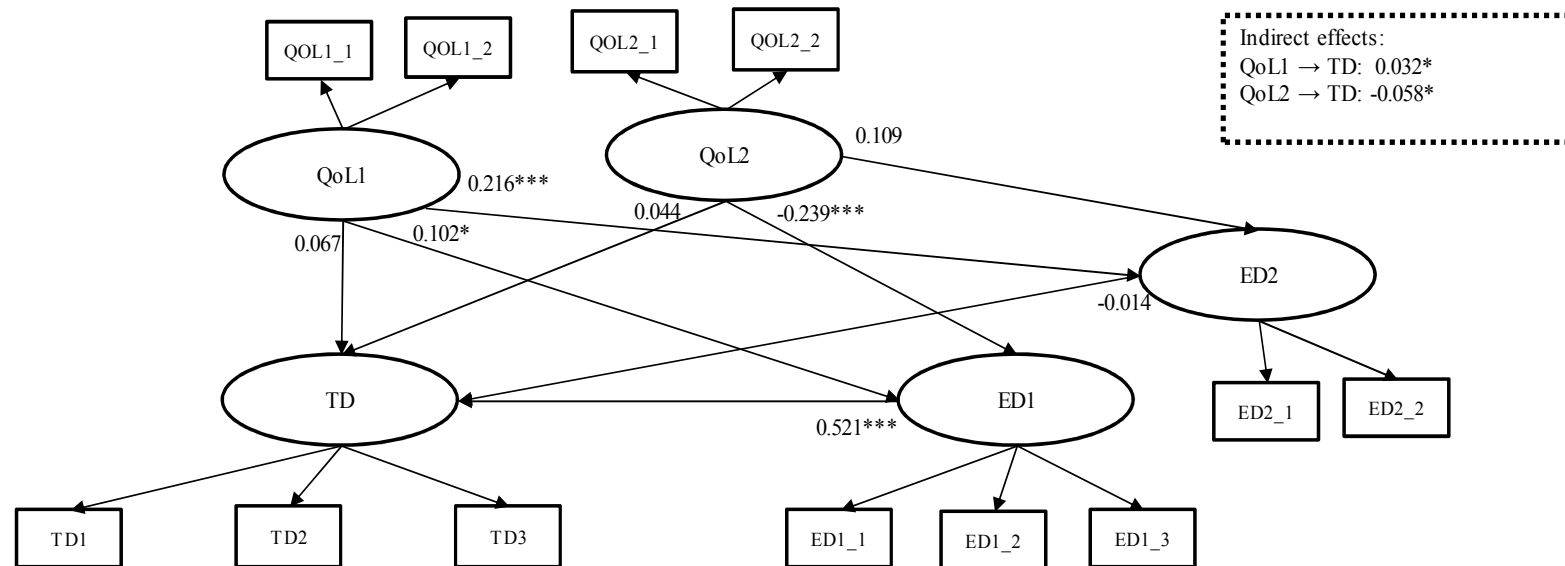 QOL1_1
QOL1_2
QOL2_1
QOL2_2
Indirect effects:
QoL1 → TD: 0.032*
QoL2 → TD: -0.058*
QoL1
QoL2
0.109
0.216***
0.044
-0.239***
0.067
0.102*
ED2
-0.014
TD
ED1
0.521***
ED2_1
ED2_2
TD1
TD2
TD3
ED1_1
ED1_2
ED1_3